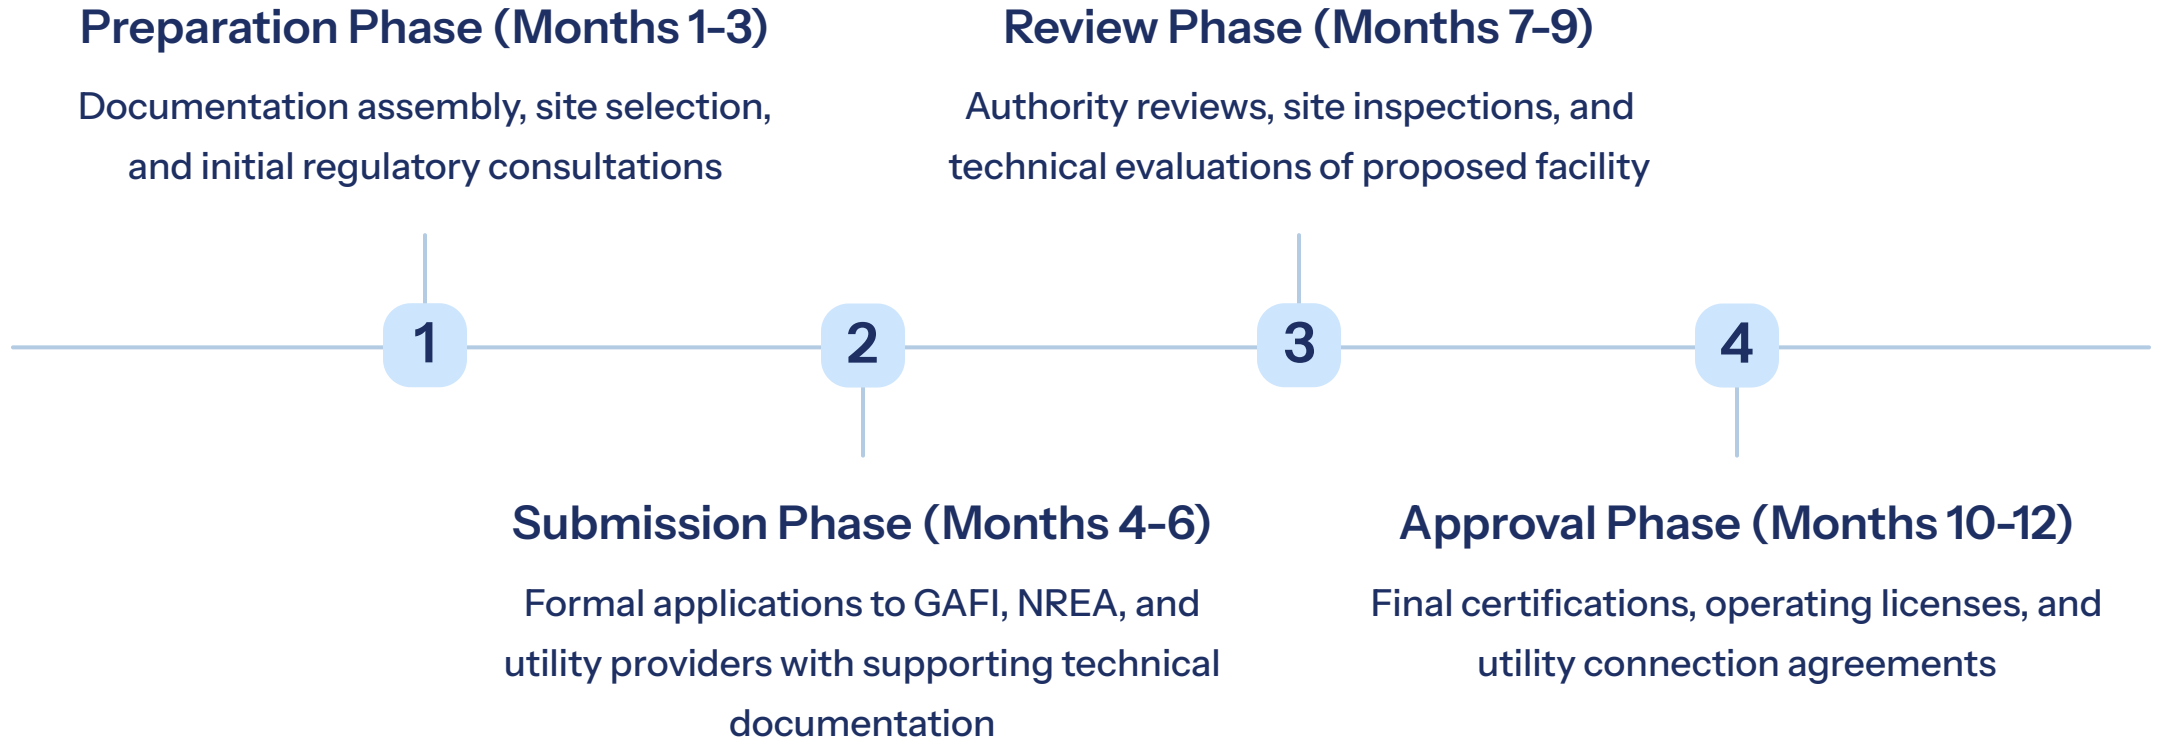 Preparation Phase (Months 1-3)
Documentation assembly, site selection,
and initial regulatory consultations
1
Submission Phase (Months 4-6)
Formal applications to GAFI, NREA, and
utility providers with supporting technical
documentation
2
Review Phase (Months 7-9)
Authority reviews, site inspections, and
technical evaluations of proposed facility
3
Approval Phase (Months 10-12)
Final certifications, operating licenses, and
utility connection agreements
4